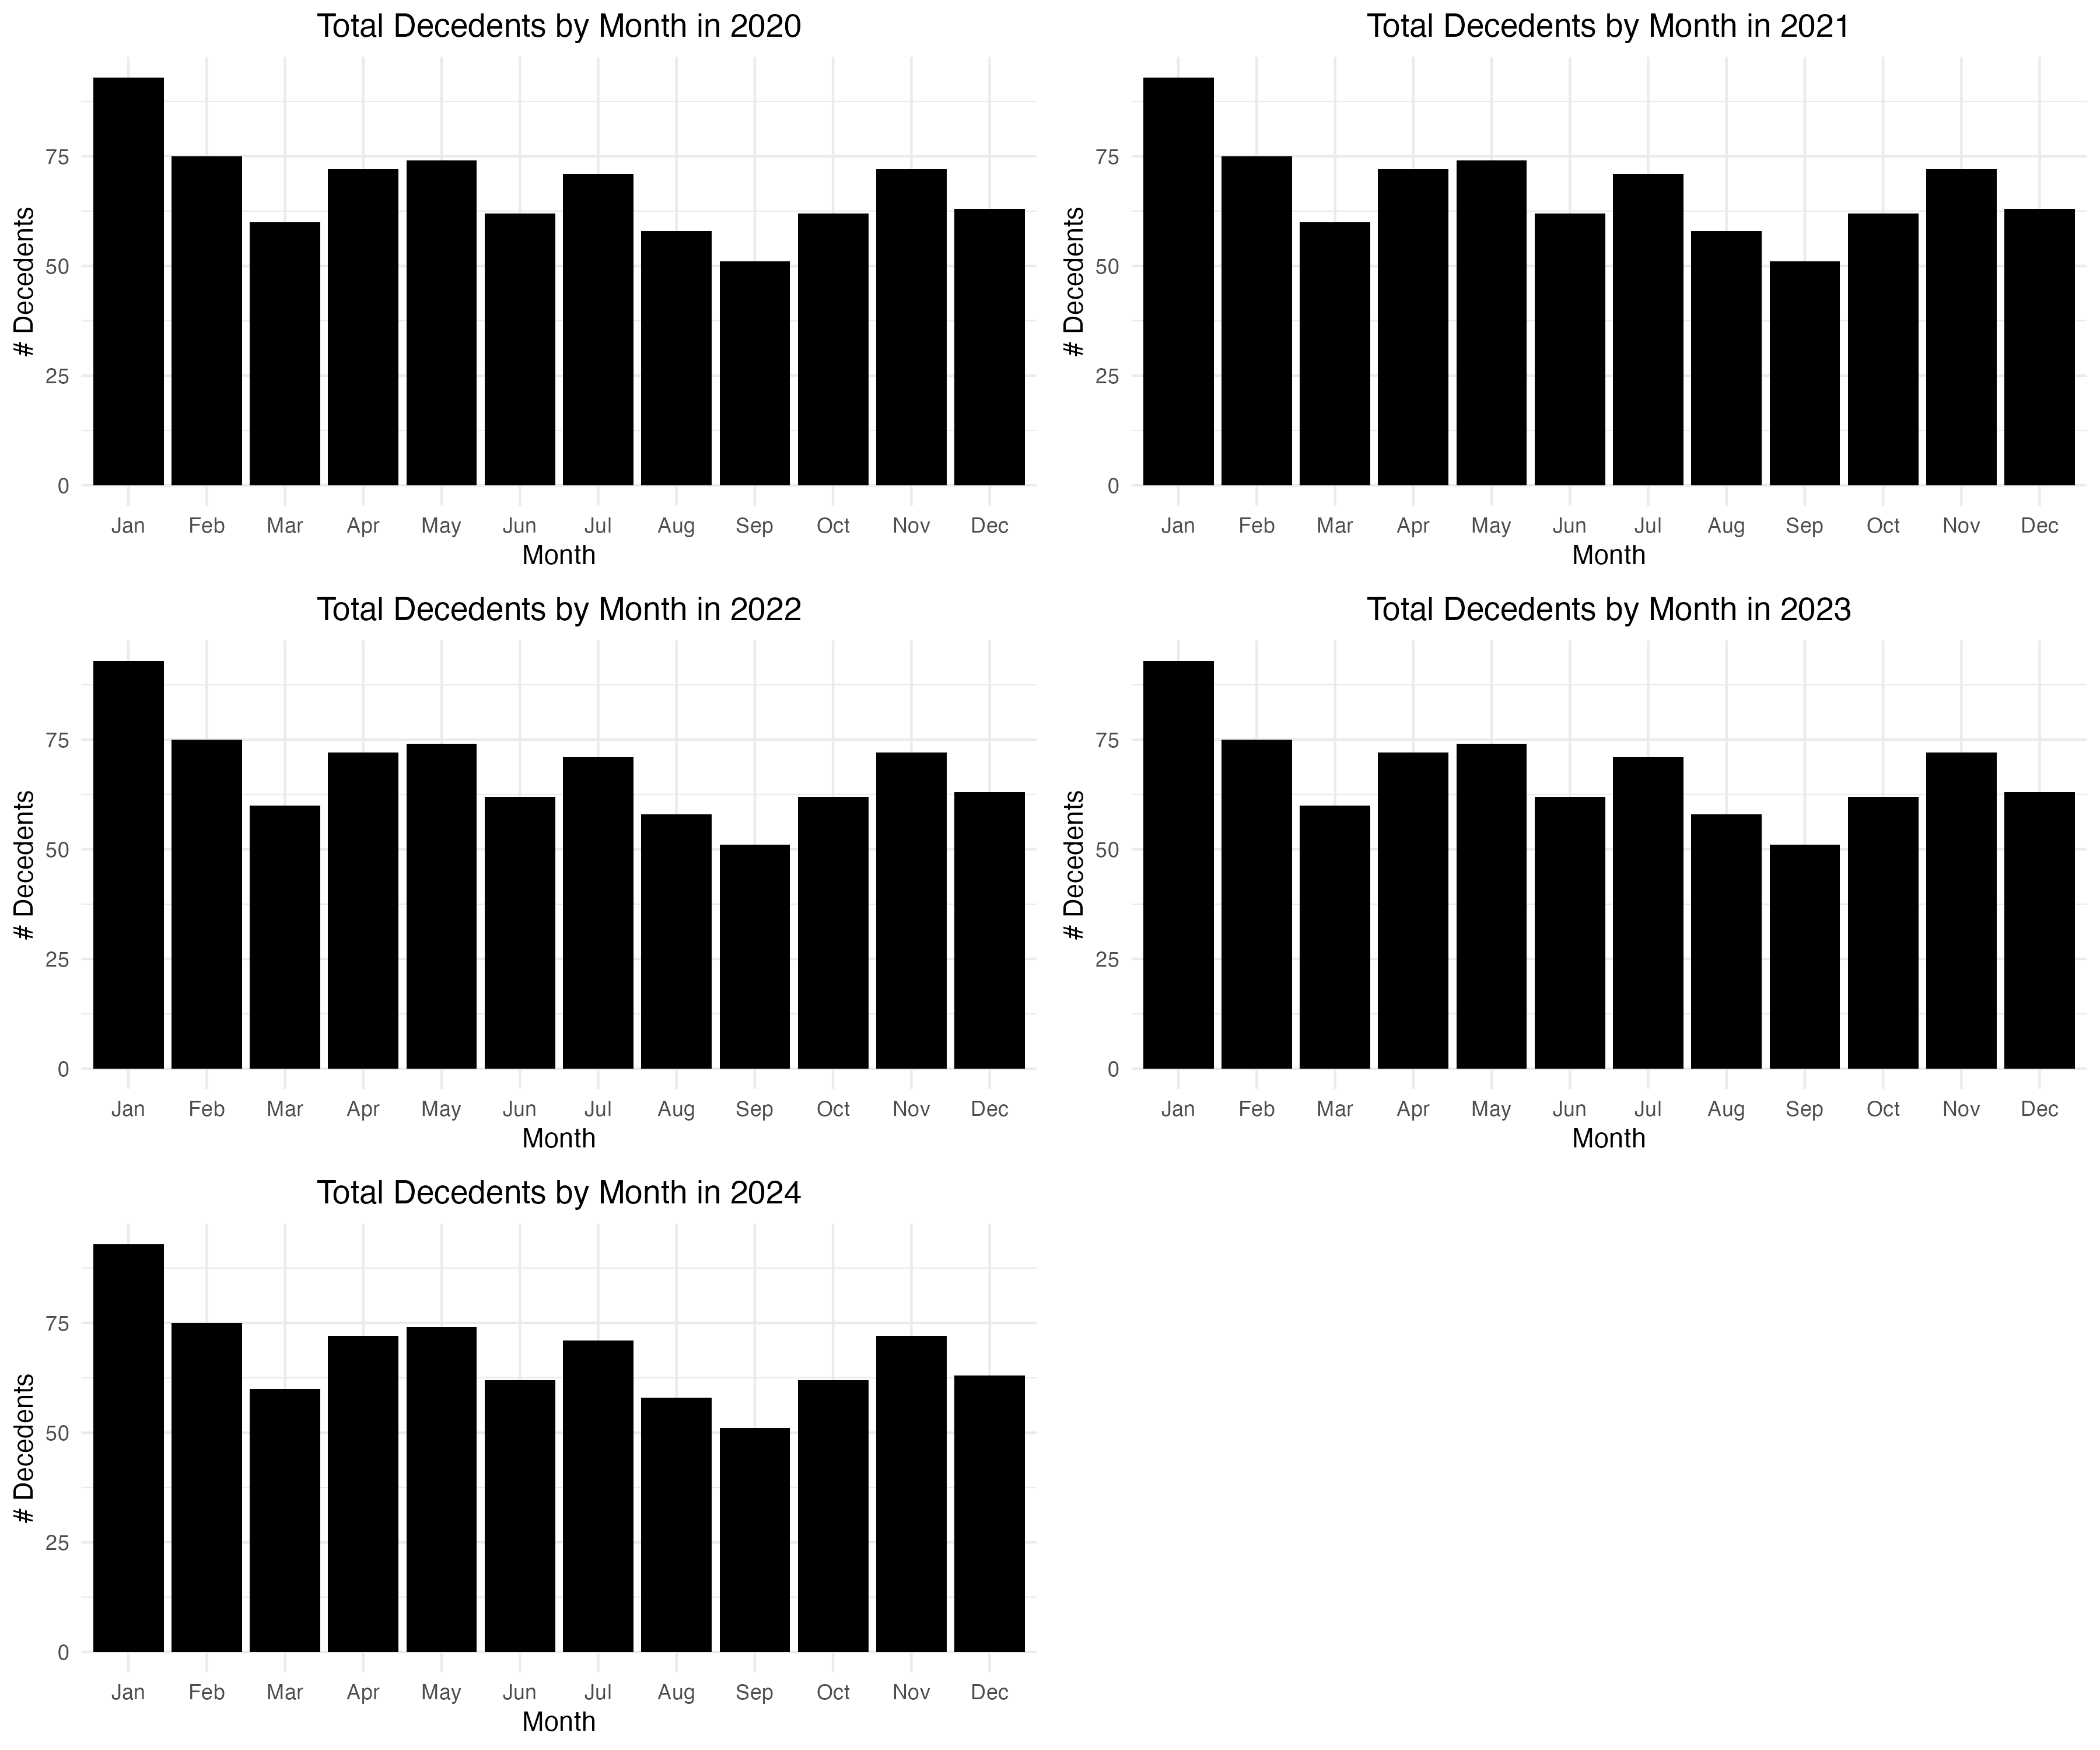 Total Decedents by Month in 2020
# Decedents
75
50
25
0
Jan Feb Mar Apr May Jun Jul Aug Sep Oct Nov Dec
Month
Total Decedents by Month in 2021
# Decedents
75
50
25
0
Jan Feb Mar Apr May Jun Jul Aug Sep Oct Nov Dec
Month
Total Decedents by Month in 2022
# Decedents
75
50
25
0
Jan Feb Mar Apr May Jun Jul Aug Sep Oct Nov Dec
Month
Total Decedents by Month in 2023
# Decedents
75
50
25
0
Jan Feb Mar Apr May Jun Jul Aug Sep Oct Nov Dec
Month
Total Decedents by Month in 2024
# Decedents
75
50
25
0
Jan Feb Mar Apr May Jun Jul Aug Sep Oct Nov Dec
Month